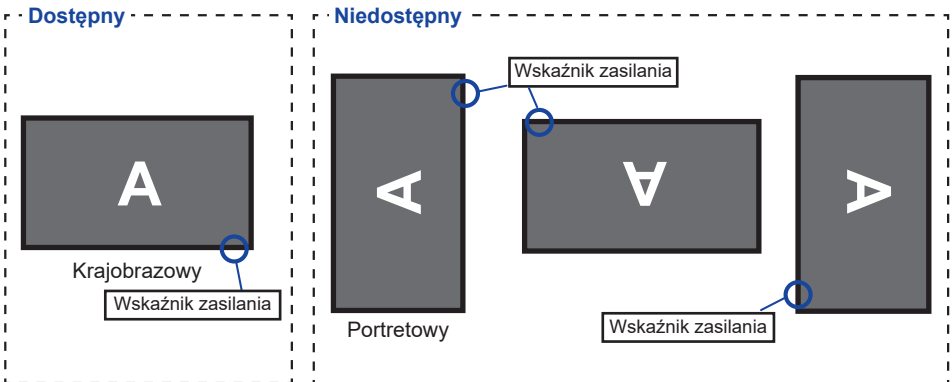 Dostępny
A
Krajobrazowy
Wskaźnik zasilania
Niedostępny
Wskaźnik zasilania
A
A
A
Portretowy
Wskaźnik zasilania